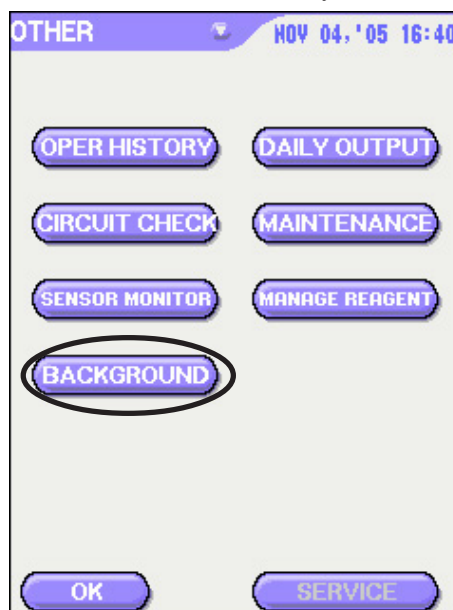 OTHER NOV 04,'05 16:40
OPER HISTORY DAILY OUTPUT
CIRCUIT CHECK MAINTENANCE
SENSOR MONITOR MANAGE REAGENT
BACKGROUND
OK SERVICE